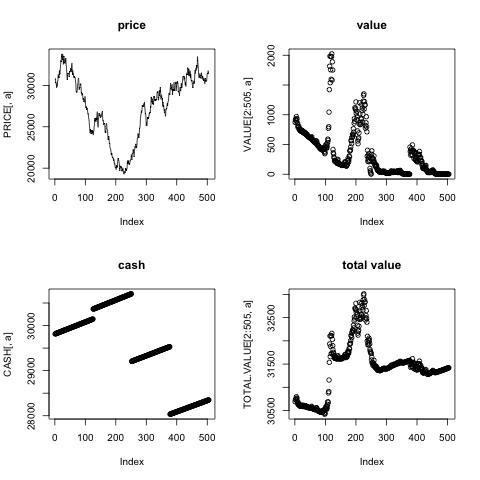 price
PRICE[, a]
20000 25000 30000
0 100 200 300 400 500
Index
value
VALUE[2:505, a]
0 500 1000 2000
0 100 200 300 400 500
Index
cash
CASH[, a]
28000 29000 30000
0 100 200 300 400 500
Index
total value
TOTAL.VALUE[2:505, a]
30500 31500 32500
0 100 200 300 400 500
Index